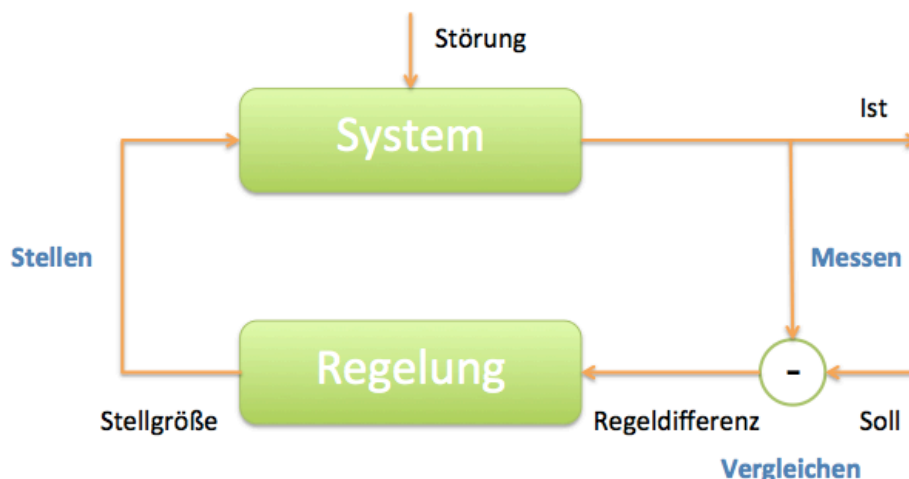 Störung
System
Ist
Stellen
Messen
Regelung
-
Stellgröße
Regeldifferenz
Soll
Vergleichen